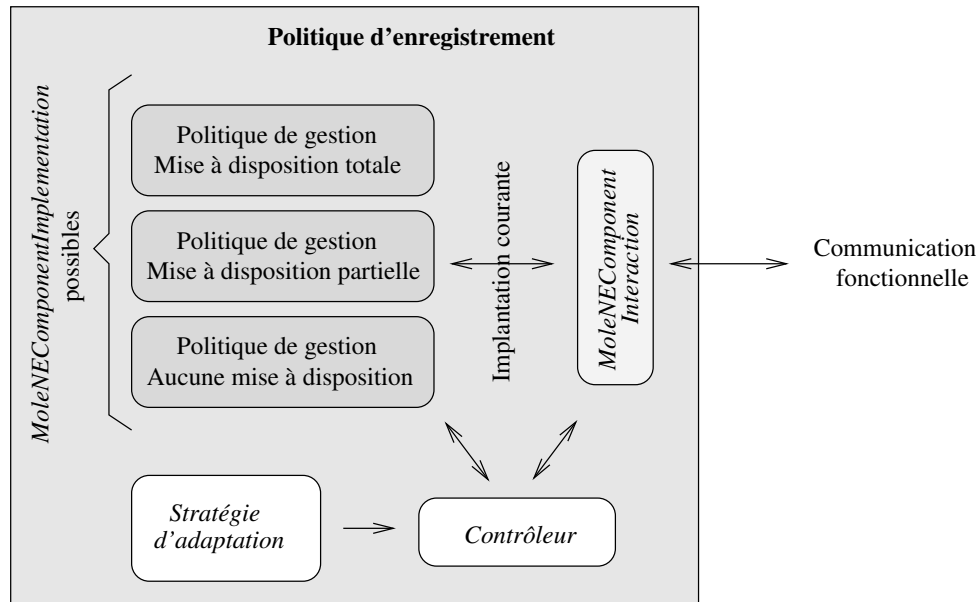 Politique d'enregistrement
MoleNEComponentImplementation
possibles
Politique de gestion
Mise à disposition totale
Politique de gestion
Mise à disposition partielle
Politique de gestion
Aucune mise à disposition
Implantation courante
MoleNEComponent
Interaction
Communication
fonctionnelle
Stratégie
d'adaptation
Contrôleur